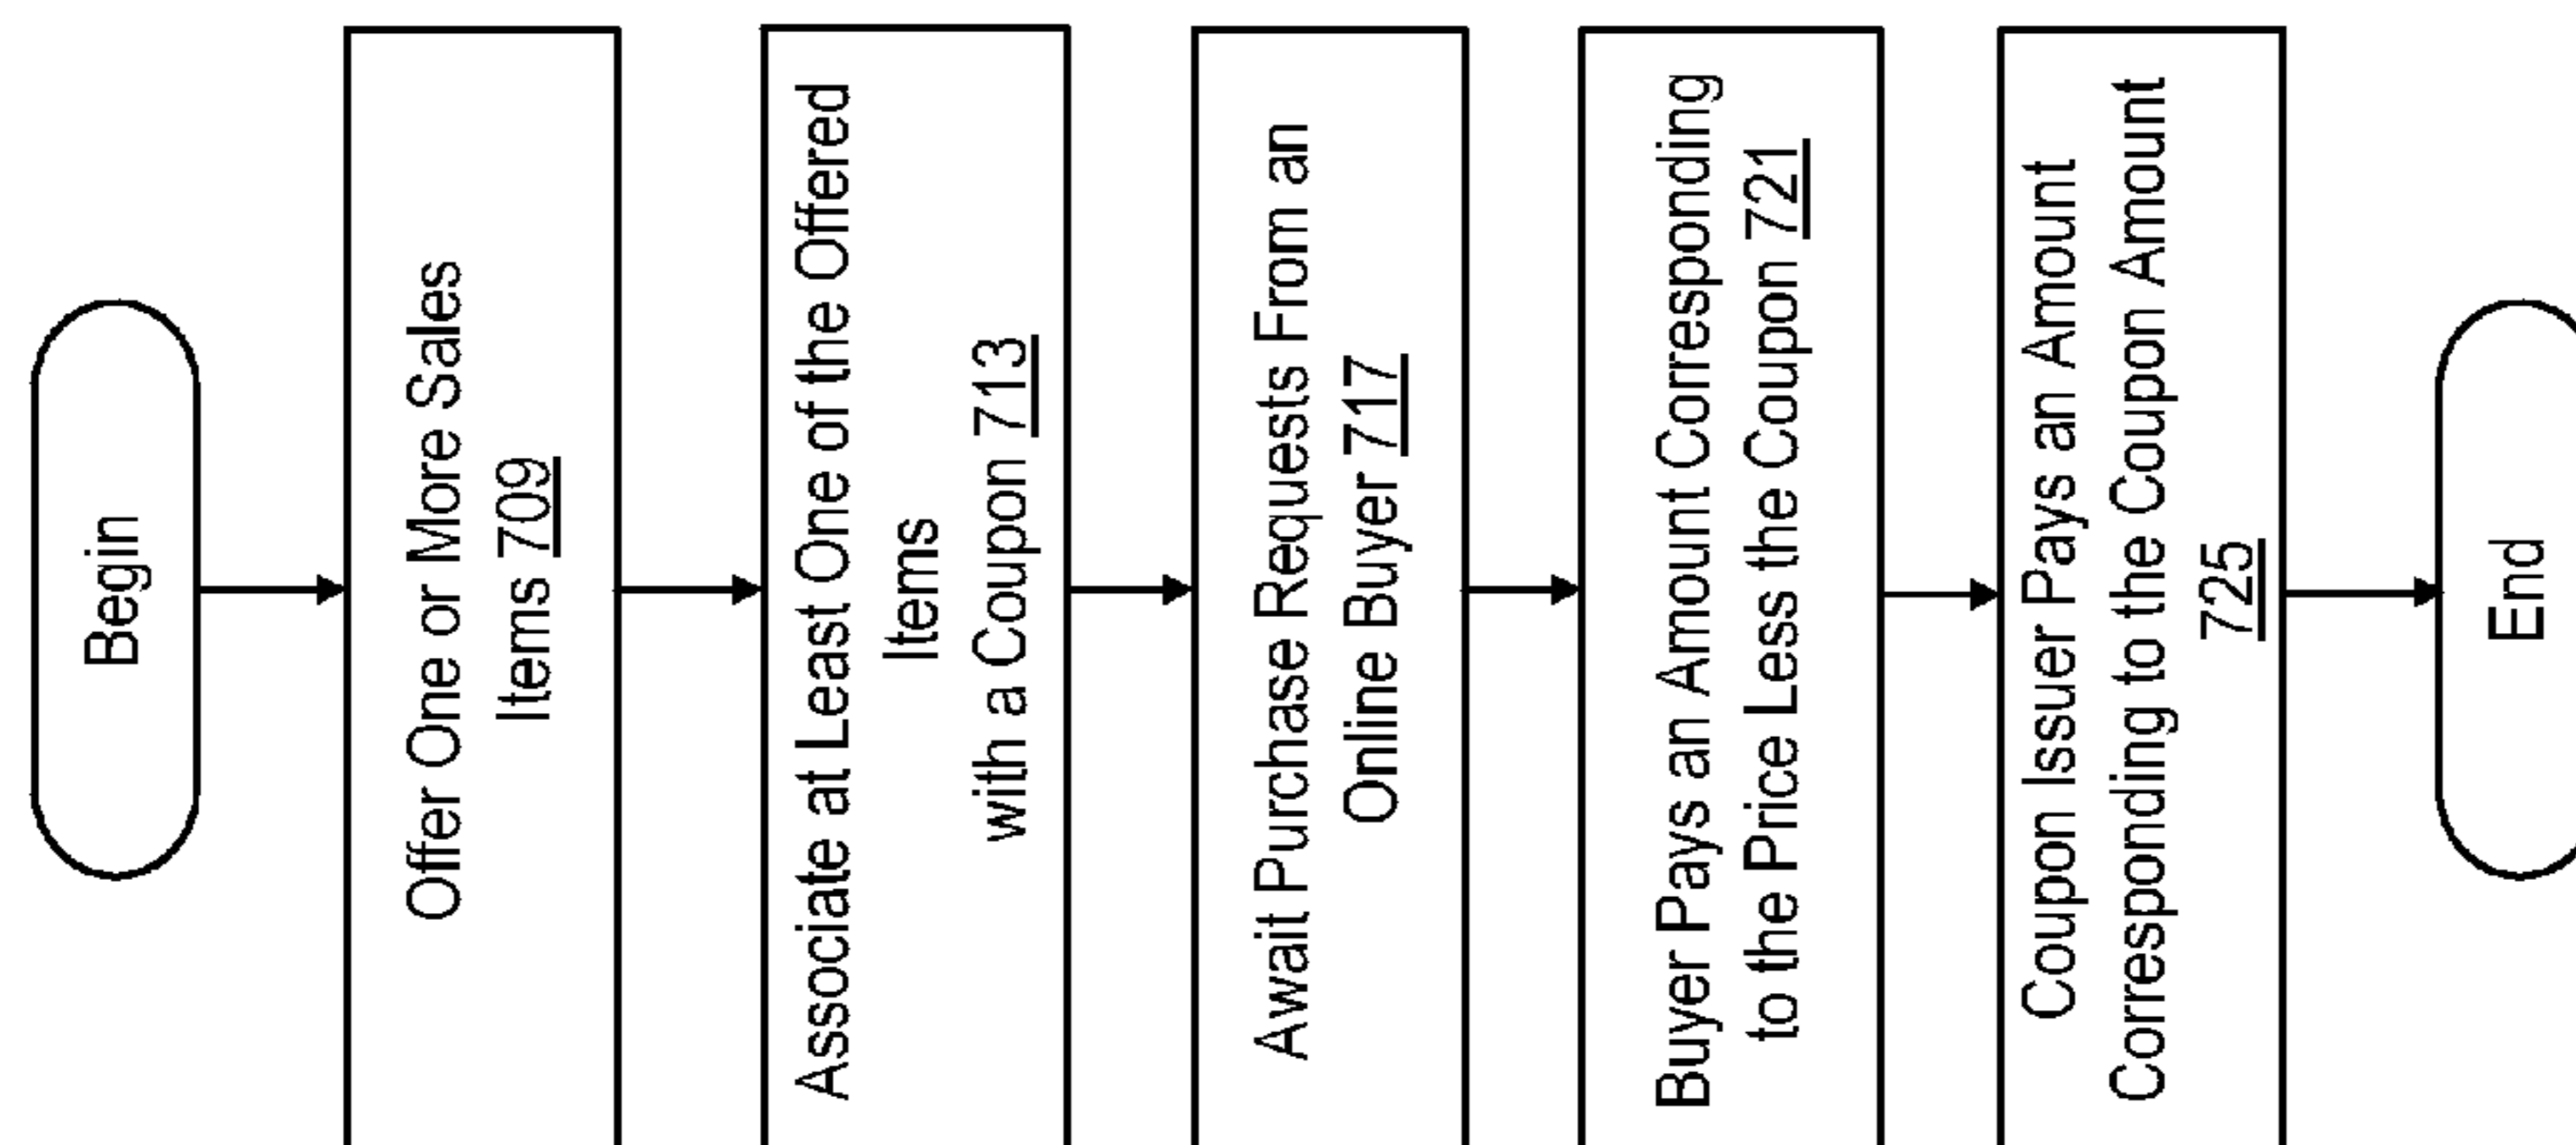 Begin
Offer One or More Sales
Items 709
Associate at Least One of the Offered
Items
with a Coupon 713
Await Purchase Requests From an
Online Buyer 717
Buyer Pays an Amount Corresponding
to the Price Less the Coupon 721
Coupon Issuer Pays an Amount
Corresponding to the Coupon Amount
725
End